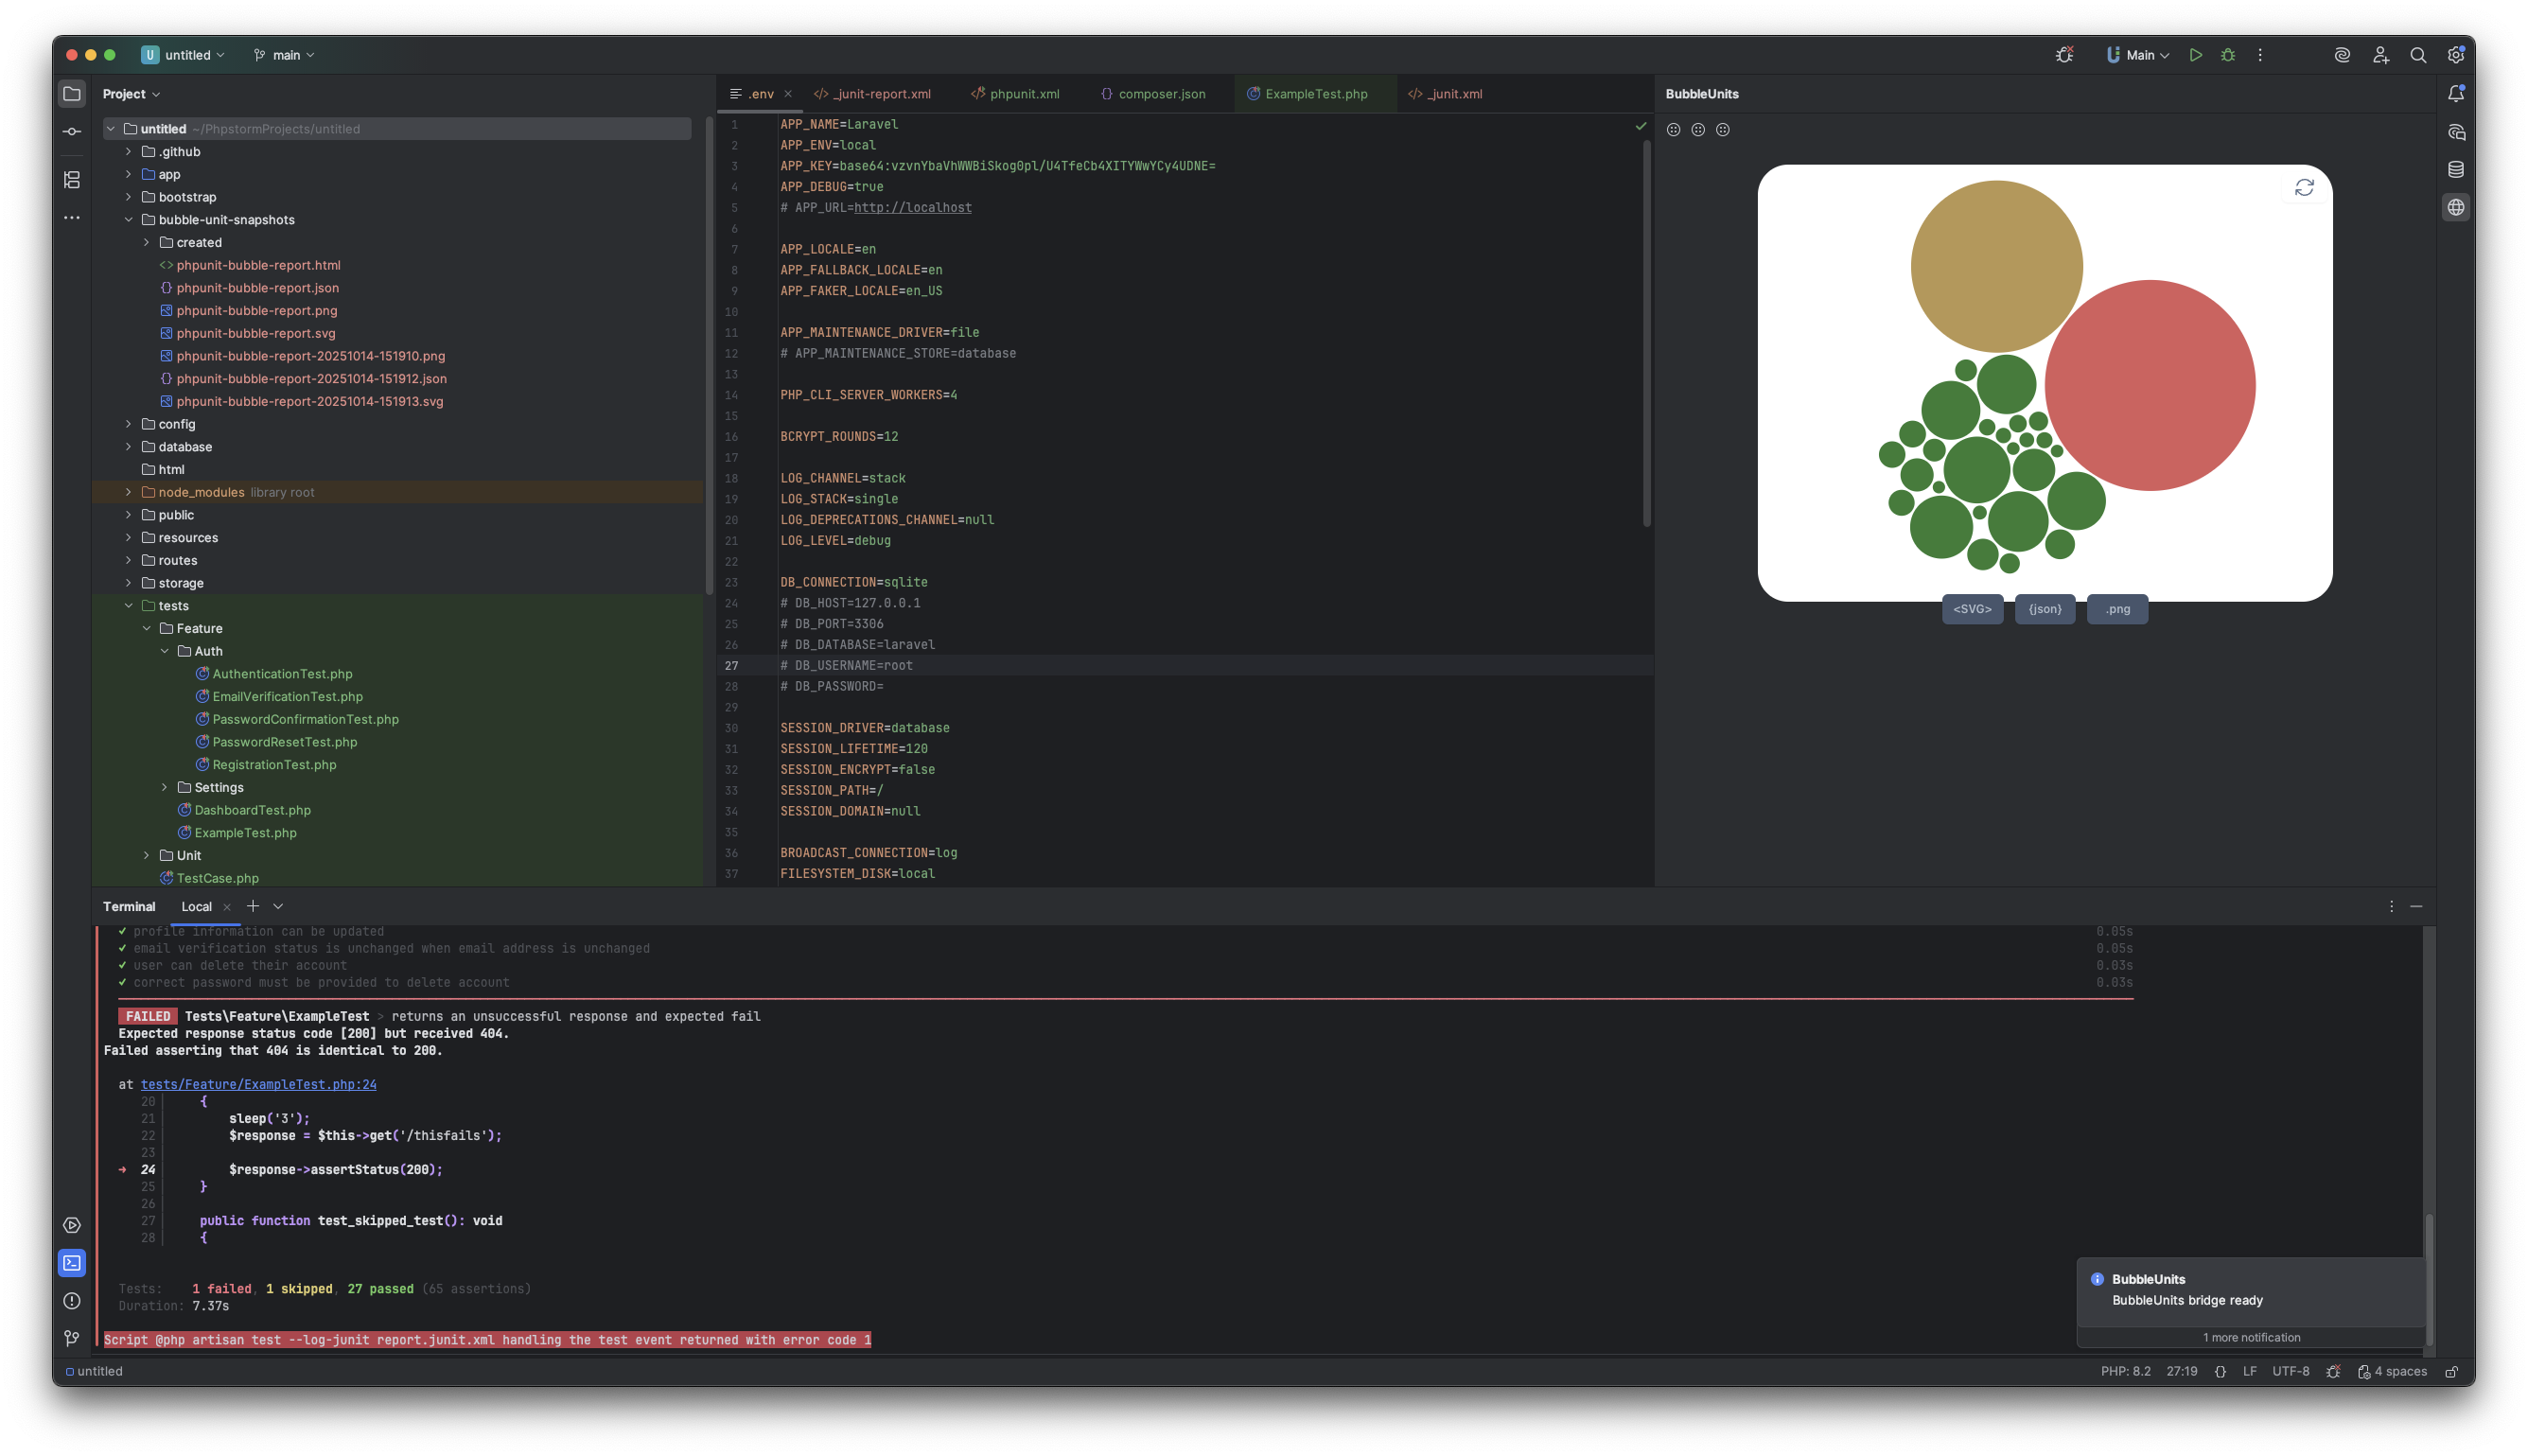 U untitled
main
Main
Project
untitled ~/PhpstormProjects/untitled
.github
app
bootstrap
bubble-unit-snapshots
created
phpunit-bubble-report.html
phpunit-bubble-report.json
phpunit-bubble-report.png
phpunit-bubble-report.svg
phpunit-bubble-report-20251014-151910.png
phpunit-bubble-report-20251014-151912.json
phpunit-bubble-report-20251014-151913.svg
config
database
html
node_modules library root
public
resources
routes
storage
tests
Feature
Auth
AuthenticationTest.php
EmailVerificationTest.php
PasswordConfirmationTest.php
PasswordResetTest.php
RegistrationTest.php
Settings
DashboardTest.php
ExampleTest.php
Unit
TestCase.php
.env
_junit-report.xml
phpunit.xml
composer.json
ExampleTest.php
_junit.xml
1 APP_NAME=Laravel
2 APP_ENV=local
3 APP_KEY=base64:vzvnYbaVhWWBiSkog0pl/U4TfeCb4XITYWwYCy4UDNE=
4 APP_DEBUG=true
5 # APP_URL=http://localhost
6
7 APP_LOCALE=en
8 APP_FALLBACK_LOCALE=en
9 APP_FAKER_LOCALE=en_US
10
11 APP_MAINTENANCE_DRIVER=file
12 # APP_MAINTENANCE_STORE=database
13
14 PHP_CLI_SERVER_WORKERS=4
15
16 BCRYPT_ROUNDS=12
17
18 LOG_CHANNEL=stack
19 LOG_STACK=single
20 LOG_DEPRECATIONS_CHANNEL=null
21 LOG_LEVEL=debug
22
23 DB_CONNECTION=sqlite
24 # DB_HOST=127.0.0.1
25 # DB_PORT=3306
26 # DB_DATABASE=laravel
27 # DB_USERNAME=root
28 # DB_PASSWORD=
29
30 SESSION_DRIVER=database
31 SESSION_LIFETIME=120
32 SESSION_ENCRYPT=false
33 SESSION_PATH=/
34 SESSION_DOMAIN=null
35
36 BROADCAST_CONNECTION=log
37 FILESYSTEM_DISK=local
BubbleUnits
<SVG>
{json}
.png
Terminal
Local
✓ profile information can be updated 0.05s
✓ email verification status is unchanged when email address is unchanged 0.05s
✓ user can delete their account 0.03s
✓ correct password must be provided to delete account 0.03s
FAILED Tests\Feature\ExampleTest > returns an unsuccessful response and expected fail
Expected response status code [200] but received 404.
Failed asserting that 404 is identical to 200.
at tests/Feature/ExampleTest.php:24
20 {
21 sleep('3');
22 $response = $this->get('/thisfails');
23
➜ 24 $response->assertStatus(200);
25 }
26
27 public function test_skipped_test(): void
28 {
Tests: 1 failed, 1 skipped, 27 passed (65 assertions)
Duration: 7.37s
Script @php artisan test --log-junit report.junit.xml handling the test event returned with error code 1
BubbleUnits
BubbleUnits bridge ready
1 more notification
untitled
PHP: 8.2
27:19
{}
LF
UTF-8
4 spaces